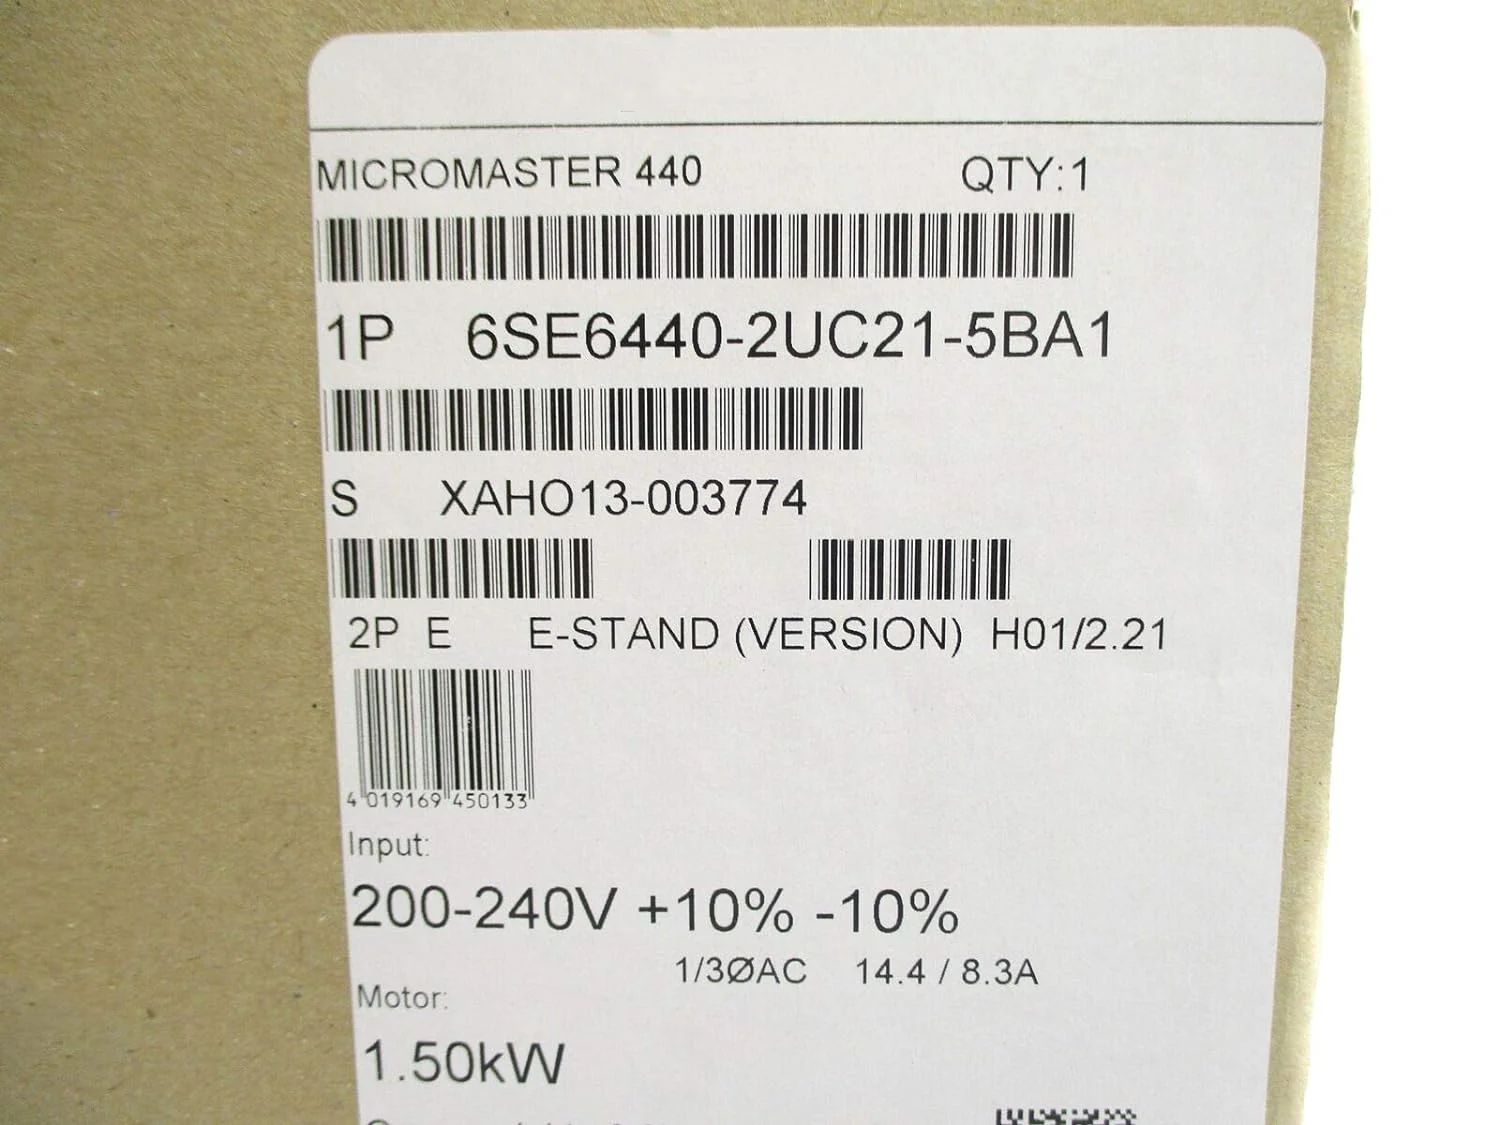 MICROMASTER 440 QTY:1
1P 6SE6440-2UC21-5BA1
S XAHO13-003774
2P E E-STAND (VERSION) H01/2.21
4 019169 450133
Input:
200-240V +10% -10%
1/3ØAC 14.4 / 8.3A
Motor:
1.50kW